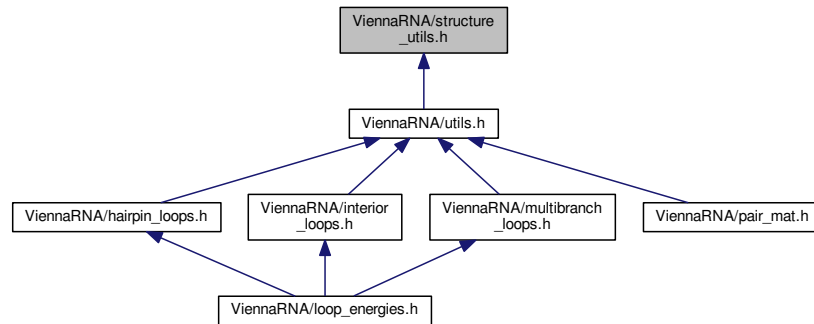 ViennaRNA/structure
_utils.h
ViennaRNA/utils.h
ViennaRNA/hairpin_loops.h
ViennaRNA/interior
_loops.h
ViennaRNA/multibranch
_loops.h
ViennaRNA/pair_mat.h
ViennaRNA/loop_energies.h